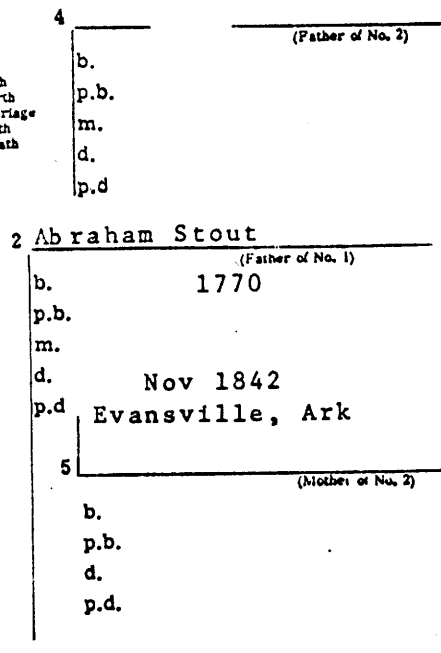 4
(Father of No. 2)
b.
p.b.
m.
d.
p.d
2 Abraham Stout
(Father of No. 1)
b. 1770
p.b.
m.
d. Nov 1842
p.d Evansville, Ark
5
(Mother of No. 2)
b.
p.b.
d.
p.d.